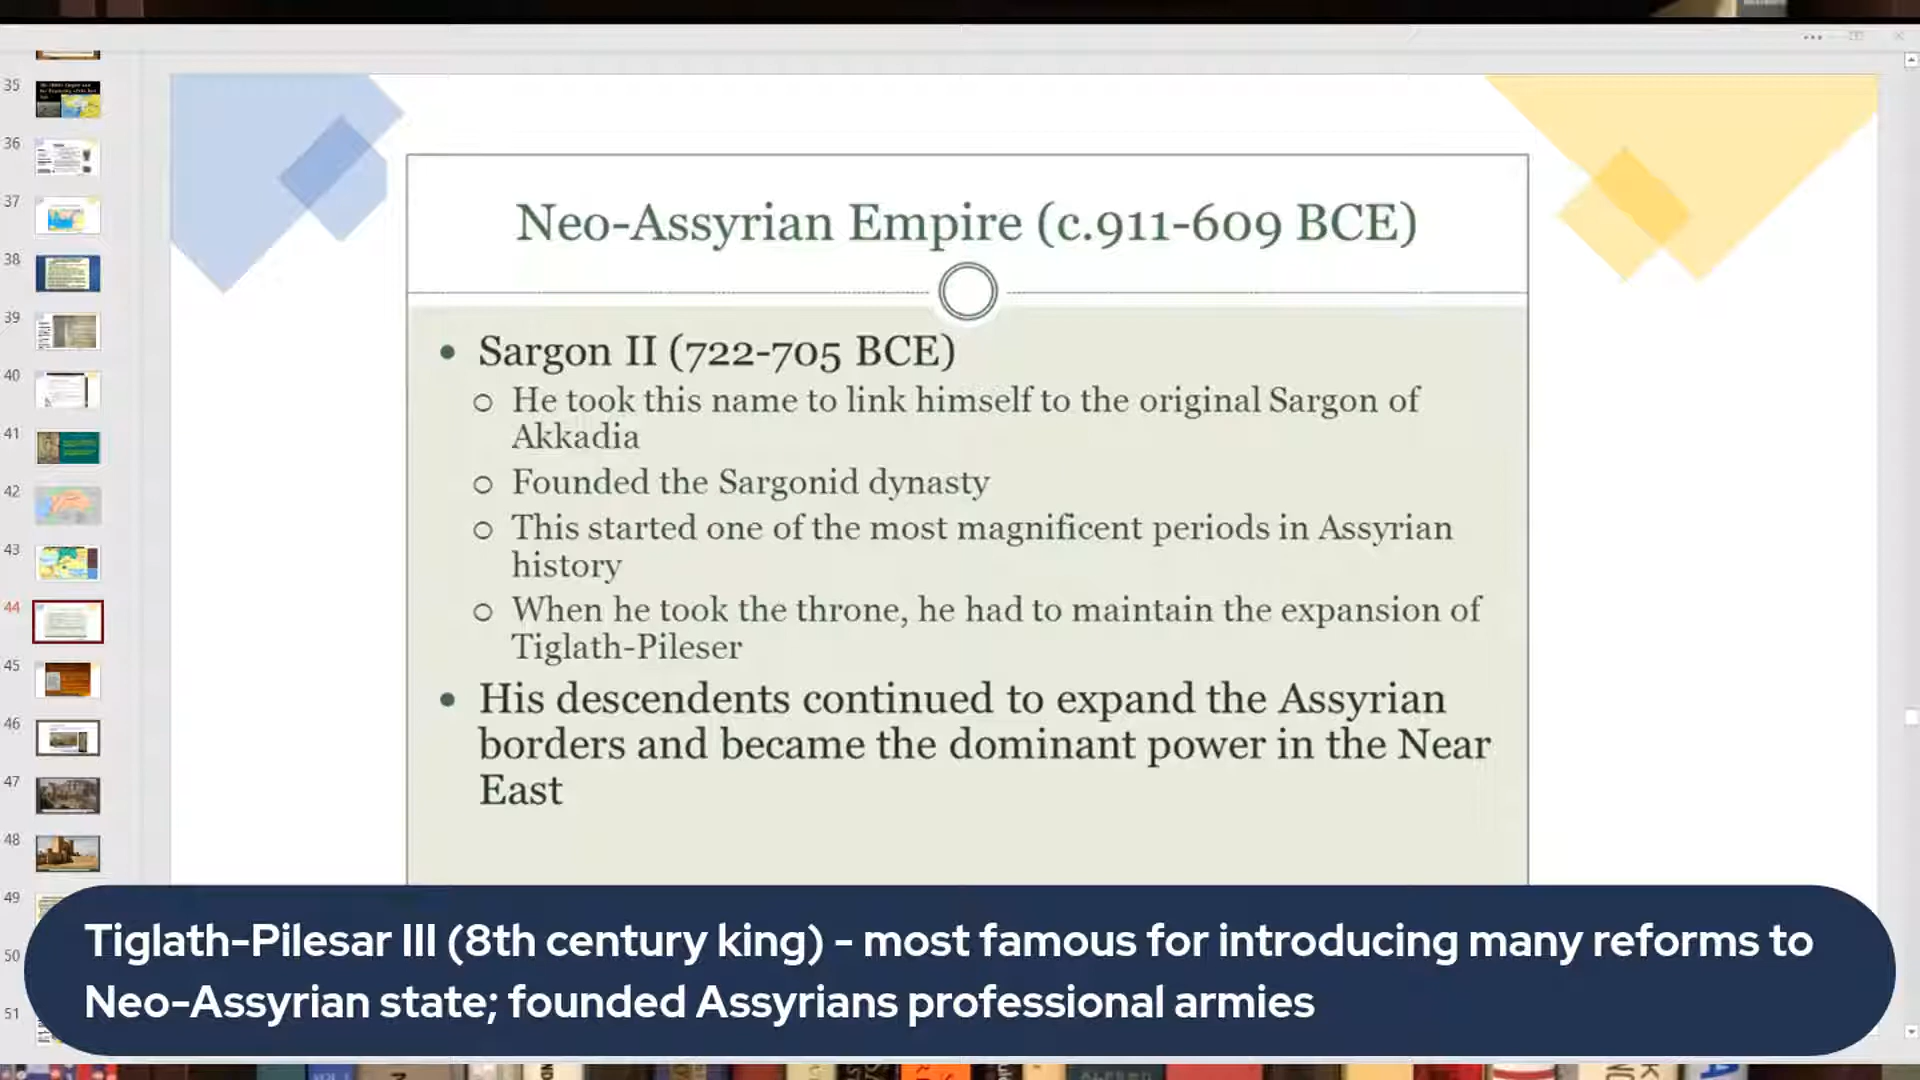 Neo-Assyrian Empire (c.911-609 BCE)
• Sargon II (722-705 BCE)
○ He took this name to link himself to the original Sargon of
Akkadia
○ Founded the Sargonid dynasty
○ This started one of the most magnificent periods in Assyrian
history
○ When he took the throne, he had to maintain the expansion of
Tiglath-Pileser
• His descendents continued to expand the Assyrian
borders and became the dominant power in the Near
East
35
36
37
38
39
40
41
42
43
44
45
46
47
48
49
50
51
Tiglath-Pilesar III (8th century king) - most famous for introducing many reforms to
Neo-Assyrian state; founded Assyrians professional armies